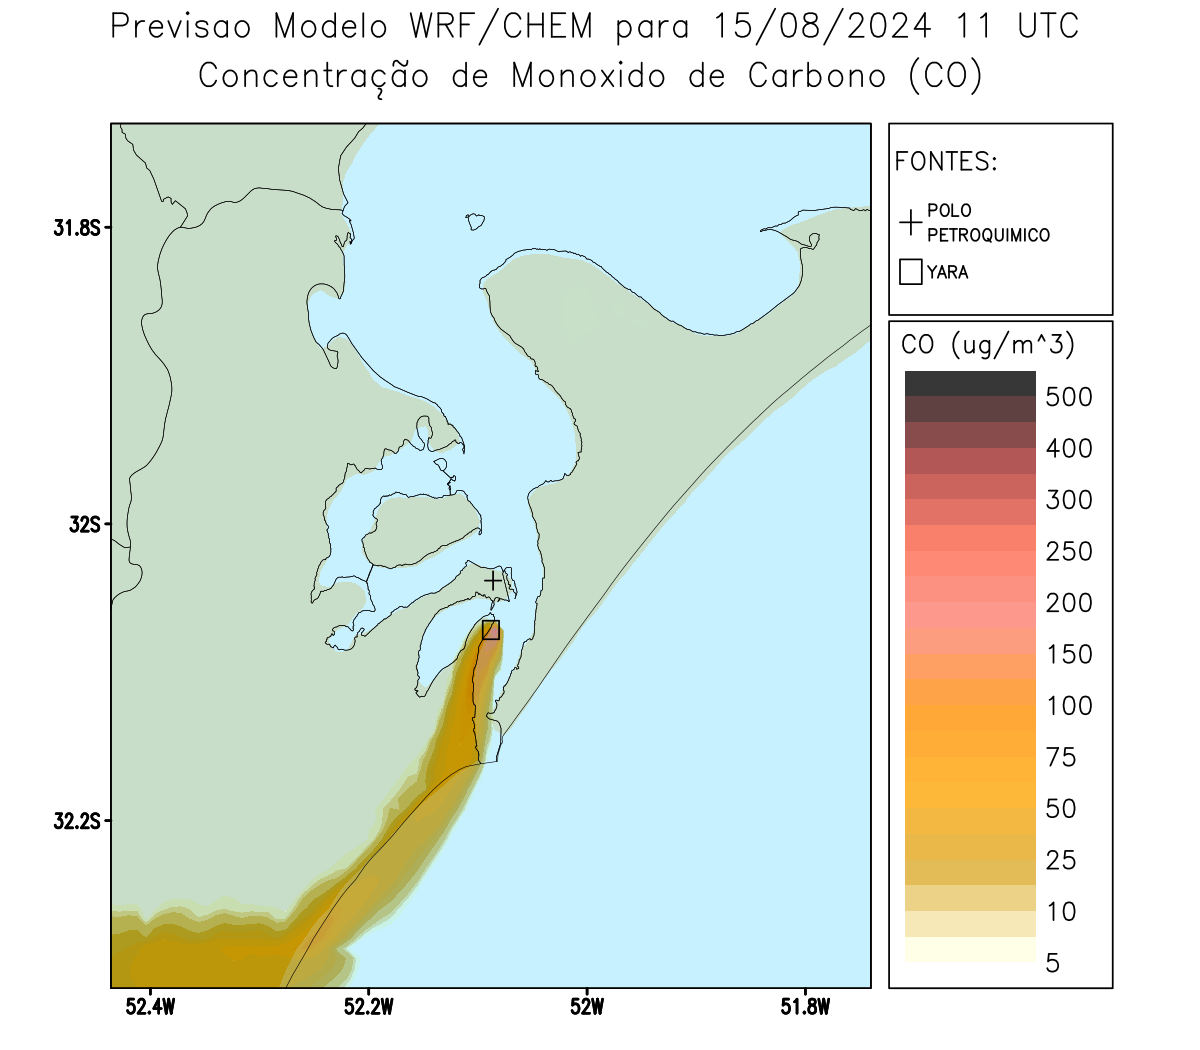 Previsao Modelo WRF/CHEM para 15/08/2024 11 UTC
Concentração de Monoxido de Carbono (CO)
FONTES:
POLO
PETROQUIMICO
YARA
CO (ug/m^3)
500
400
300
250
200
150
100
75
50
25
10
5
31.8S
32S
32.2S
52.4W
52.2W
52W
51.8W